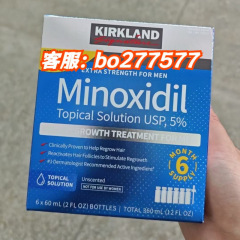 KIRKLAND
客服：bo277577
EXTRA STRENGTH FOR MEN
Minoxidil
Topical Solution USP, 5%
GROWTH TREATMENT
Clinically Proven to Help Regrow Hair
Reactivates Hair Follicles to Stimulate Regrowth
#1 Dermatologist Recommended Active Ingredient*
6
MONTH
SUPPLY
TOPICAL
SOLUTION
Unscented
NOT FOR USE BY WOMEN
6 x 60 mL (2 FL OZ) BOTTLES
TOTAL 360 mL (12 FL OZ)